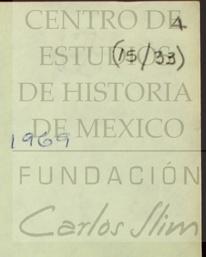 4
CENTRO DE
ESTUDIOS
(15/33)
DE HISTORIA
DE MEXICO
1969
FUNDACIÓN
Carlos Slim